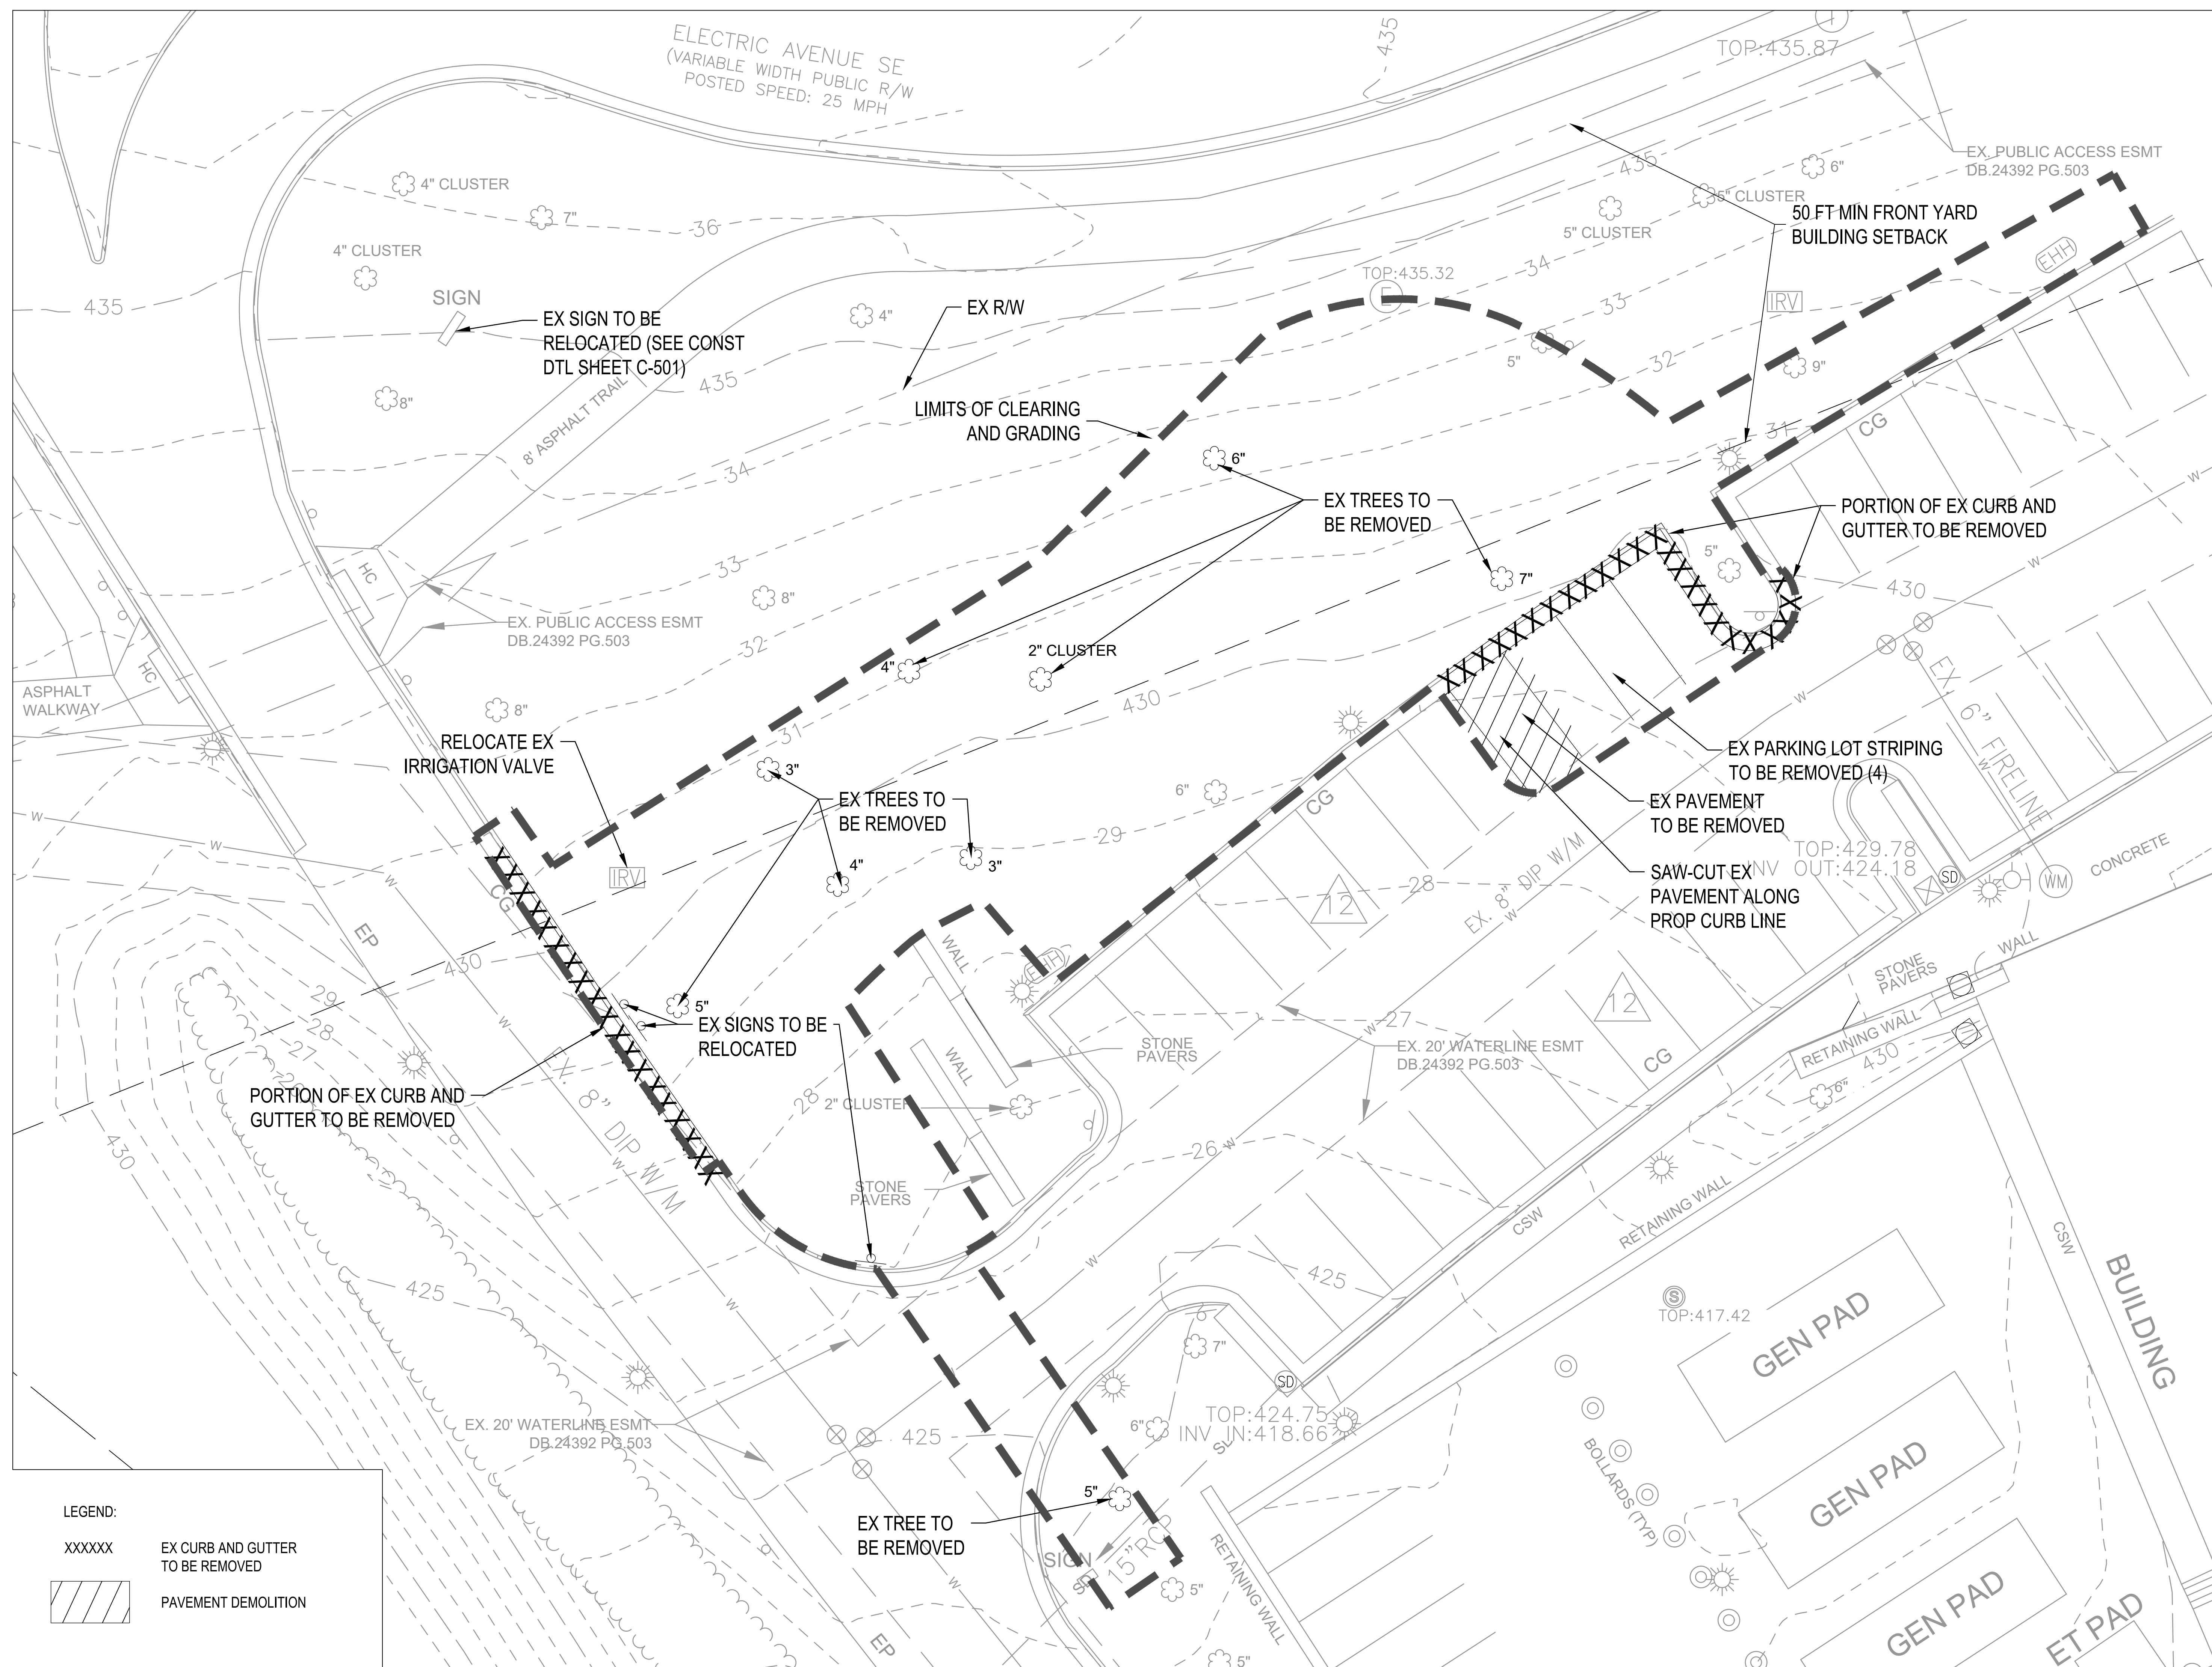 ELECTRIC AVENUE SE
(VARIABLE WIDTH PUBLIC R/W
POSTED SPEED: 25 MPH
435
TOP:435.87
EX. PUBLIC ACCESS ESMT
DB.24392 PG.503
4" CLUSTER
7"
36
435
6"
5" CLUSTER
5" CLUSTER
50 FT MIN FRONT YARD
BUILDING SETBACK
4" CLUSTER
435
SIGN
EX SIGN TO BE
RELOCATED (SEE CONST
DTL SHEET C-501)
4"
EX R/W
TOP:435.32
E
34
33
IRV
EHH
8"
8' ASPHALT TRAIL
435
LIMITS OF CLEARING
AND GRADING
5"
32
9"
31
CG
34
6"
EX TREES TO
BE REMOVED
PORTION OF EX CURB AND
GUTTER TO BE REMOVED
W
HC
33
8"
7"
5"
430
W
EX. PUBLIC ACCESS ESMT
DB.24392 PG.503
32
4"
2" CLUSTER
430
HC
ASPHALT
WALKWAY
8"
31
W
EX. 6" FIRELINE
W
RELOCATE EX
IRRIGATION VALVE
3"
EX TREES TO
BE REMOVED
6"
CG
EX PARKING LOT STRIPING
TO BE REMOVED (4)
EX PAVEMENT
TO BE REMOVED
SAW-CUT EX
PAVEMENT ALONG
PROP CURB LINE
W
W
29
TOP:429.78
INV OUT:424.18
SD
WM
CONCRETE
IRV
4"
3"
W
CG
EP
12
28
EX. 8" DIP W/M
W
430
29
28
27
WALL
EHH
12
STONE
PAVERS
WALL
5"
EX SIGNS TO BE
RELOCATED
W
STONE
PAVERS
W
27
EX. 20' WATERLINE ESMT
DB.24392 PG.503
CG
RETAINING WALL
430
6"
PORTION OF EX CURB AND
GUTTER TO BE REMOVED
8" DIP W/M
W
28
2" CLUSTER
WALL
430
26
W
STONE
PAVERS
CSW
RETAINING WALL
CSW
BUILDING
425
W
W
425
S
TOP:417.42
GEN PAD
6
7"
SD
EX. 20' WATERLINE ESMT
DB.24392 PG.503
425
6"
TOP:424.75
INV IN:418.66
SL
BOLLARDS (TYP)
GEN PAD
5"
EX TREE TO
BE REMOVED
SIGN
15" RCP
RETAINING WALL
5"
W
EP
5"
GEN PAD
ET PAD
LEGEND:
XXXXXX
EX CURB AND GUTTER
TO BE REMOVED
PAVEMENT DEMOLITION